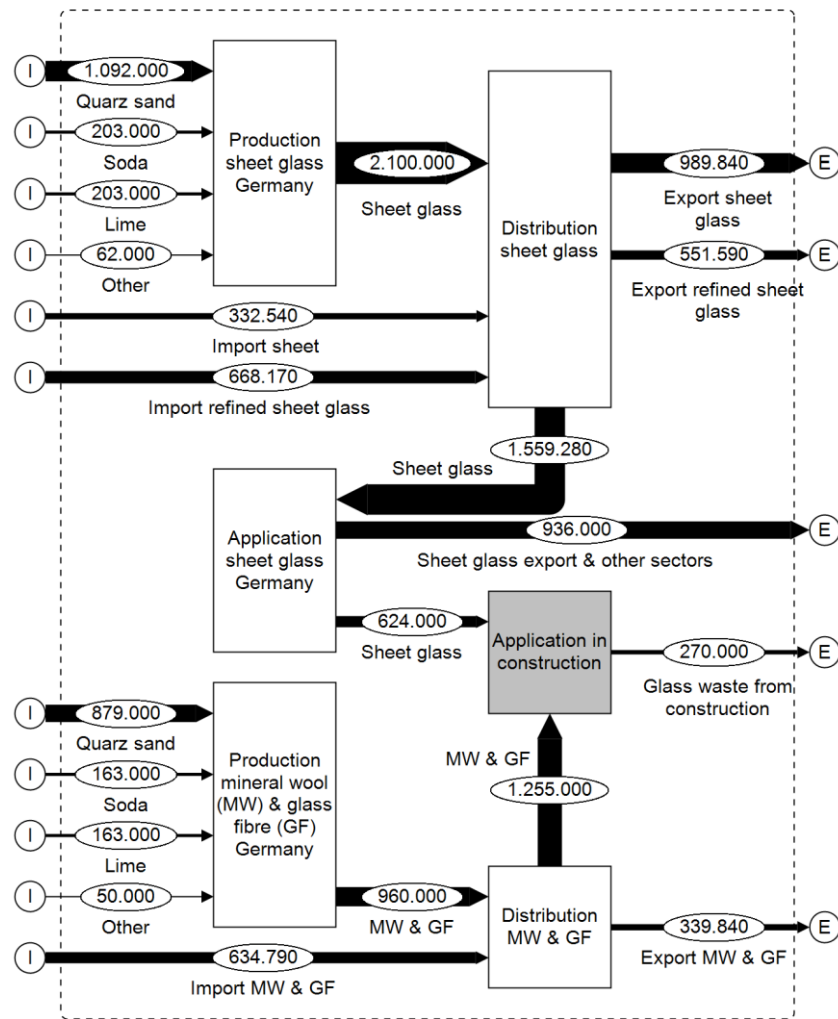 I
1.092.000
Quarz sand
I
203.000
Soda
I
203.000
Lime
I
62.000
Other
Production
sheet glass
Germany
2.100.000
Sheet glass
I
332.540
Import sheet
I
668.170
Import refined sheet glass
Distribution
sheet glass
989.840
E
Export sheet
glass
551.590
E
Export refined sheet
glass
1.559.280
Sheet glass
Application
sheet glass
Germany
936.000
E
Sheet glass export & other sectors
624.000
Sheet glass
Application in
construction
270.000
E
Glass waste from
construction
I
879.000
Quarz sand
I
163.000
Soda
I
163.000
Lime
I
50.000
Other
Production
mineral wool
(MW) & glass
fibre (GF)
Germany
MW & GF
1.255.000
960.000
MW & GF
I
634.790
Import MW & GF
Distribution
MW & GF
339.840
E
Export MW & GF